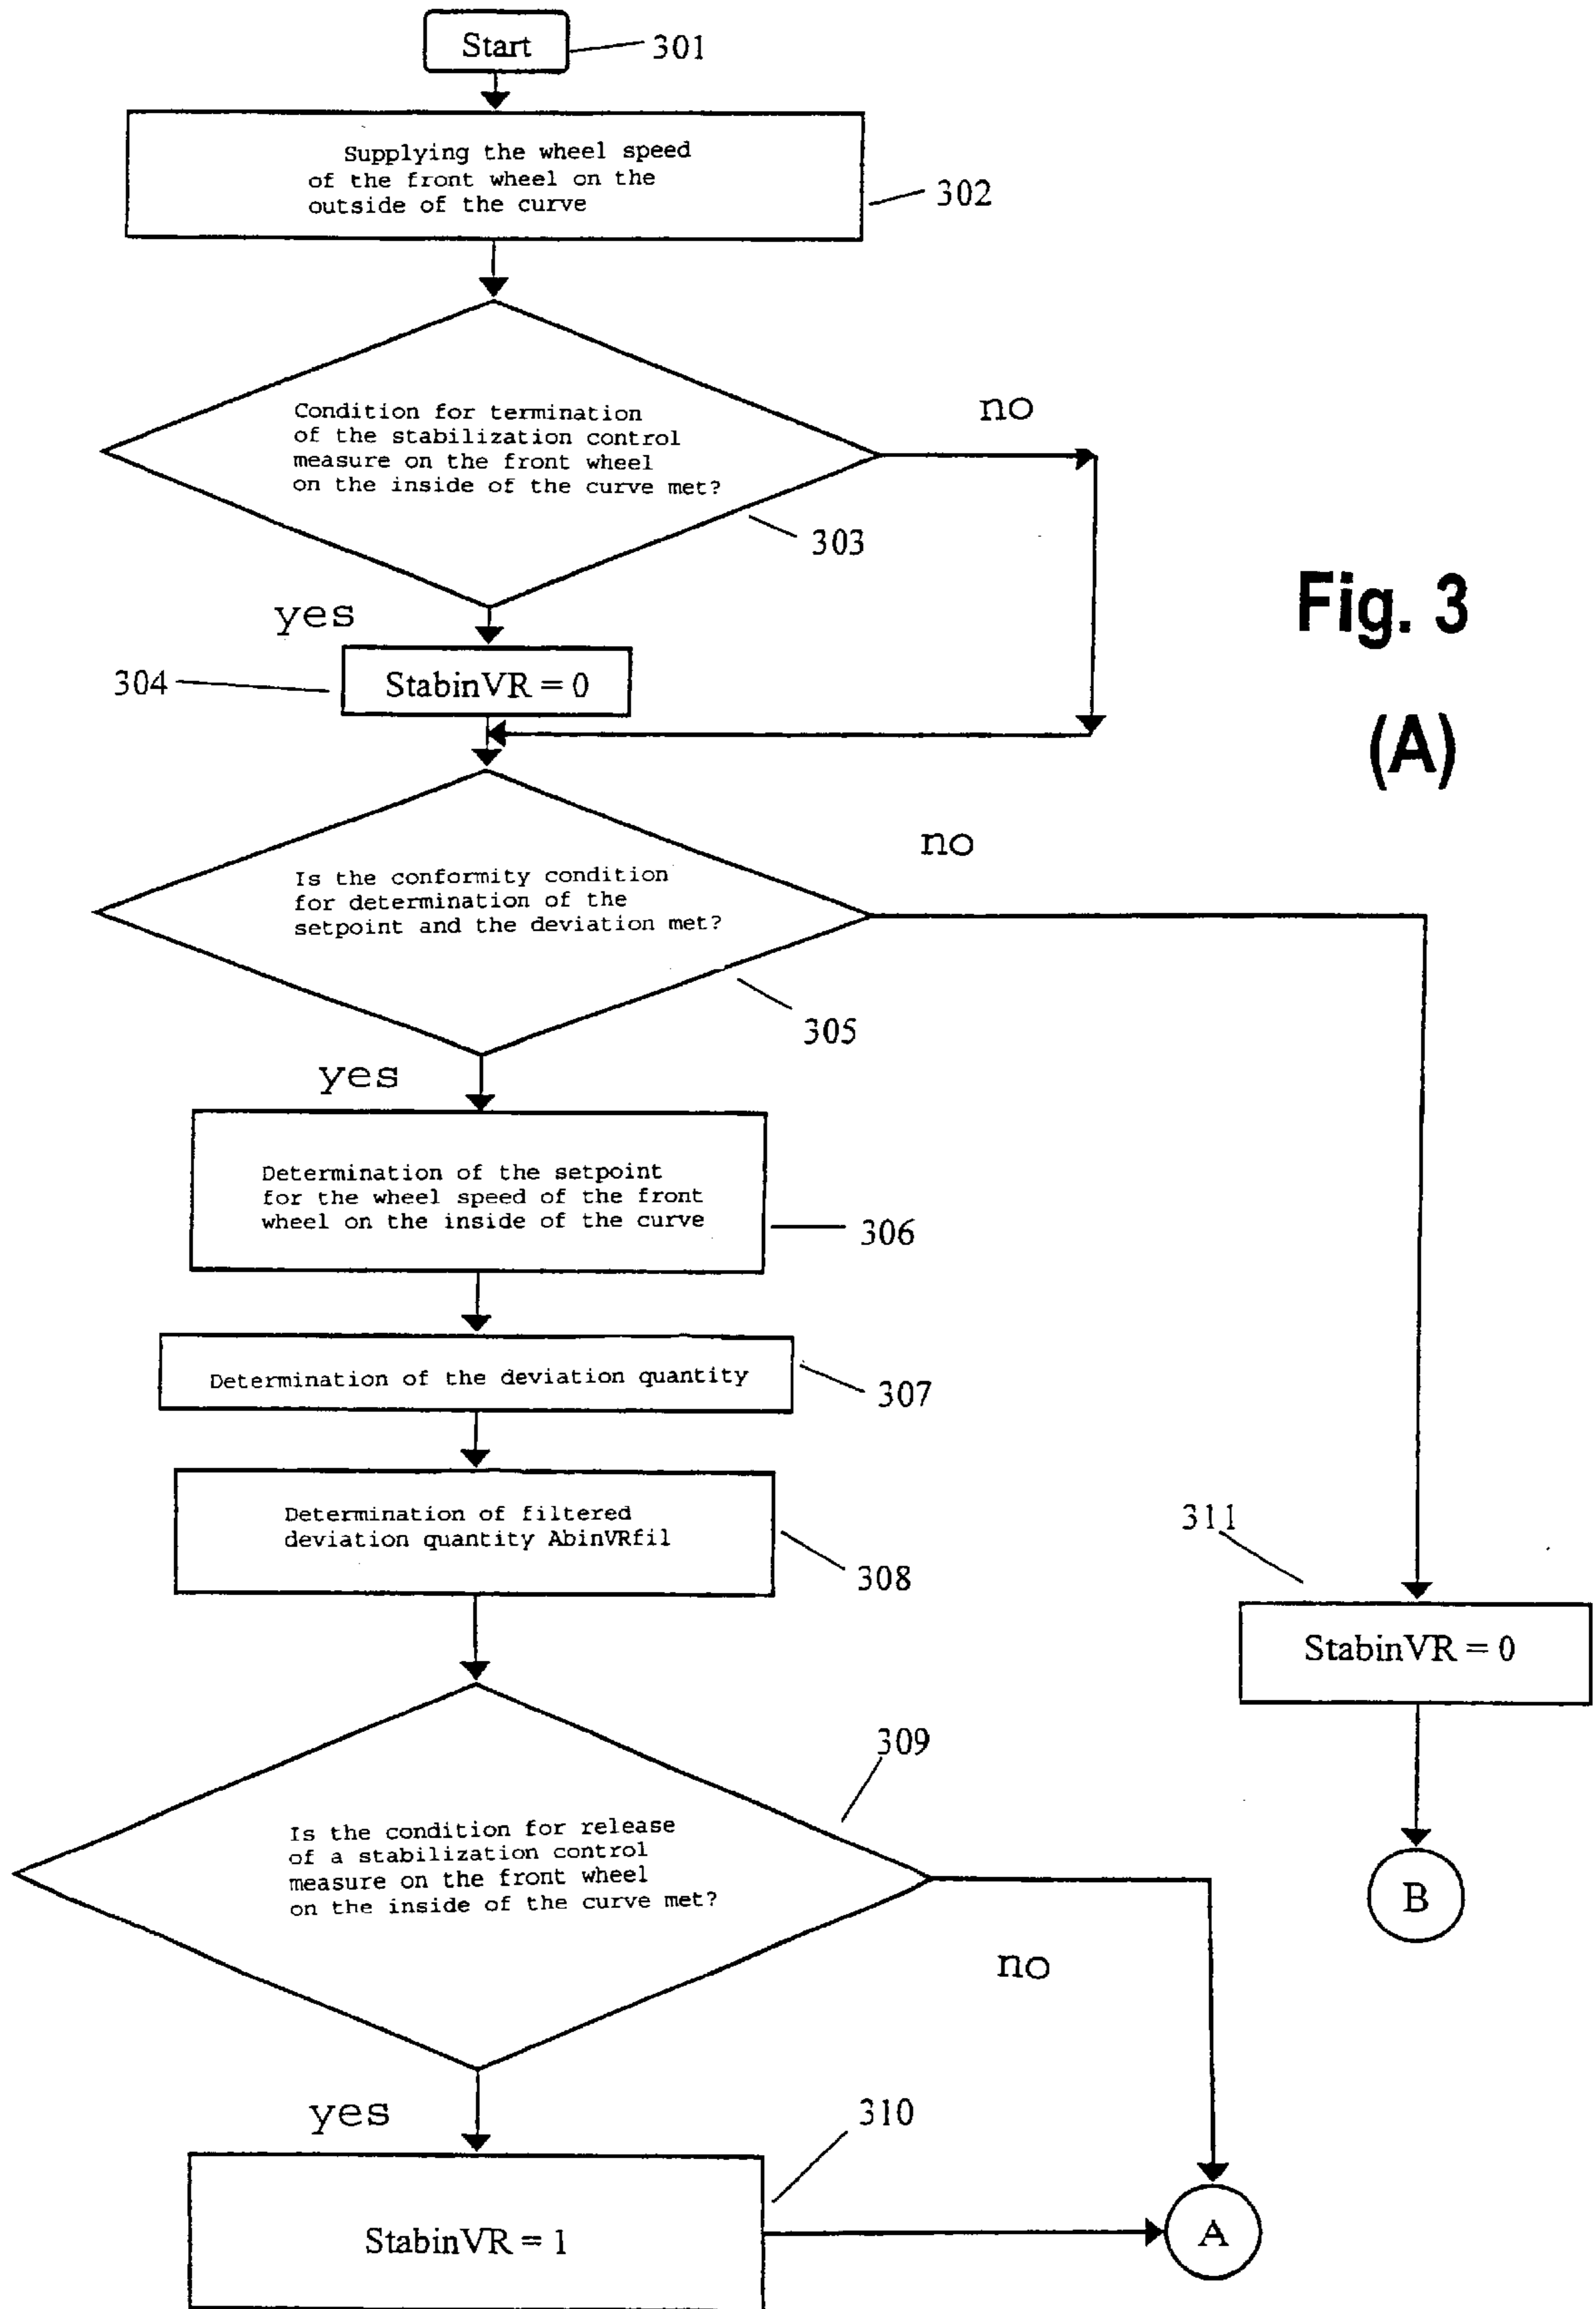 Start
301
Supplying the wheel speed
of the front wheel on the
outside of the curve
302
Condition for termination
of the stabilization control
measure on the front wheel
on the inside of the curve met?
no
303
yes
Fig. 3
(A)
304
StabinVR = 0
no
Is the conformity condition
for determination of the
setpoint and the deviation met?
305
yes
Determination of the setpoint
for the wheel speed of the front
wheel on the inside of the curve
306
Determination of the deviation quantity
307
Determination of filtered
deviation quantity AbinVRfil
308
311
StabinVR = 0
309
Is the condition for release
of a stabilization control
measure on the front wheel
on the inside of the curve met?
B
no
yes
310
StabinVR = 1
A